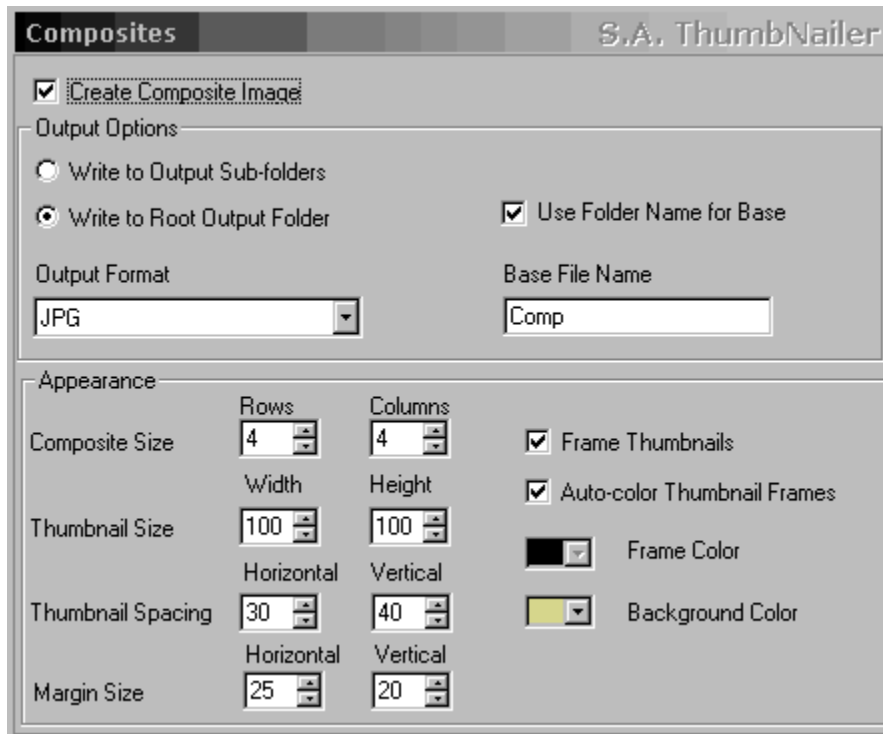 Composites S.A. ThumbNailer
Create Composite Image
Output Options
Write to Output Sub-folders
Write to Root Output Folder Use Folder Name for Base
Output Format Base File Name
JPG Comp
Appearance
Rows Columns
Composite Size 4 4 Frame Thumbnails
Width Height
Auto-color Thumbnail Frames
Thumbnail Size 100 100
Frame Color
Horizontal Vertical
Thumbnail Spacing 30 40 Background Color
Horizontal Vertical
Margin Size 25 20